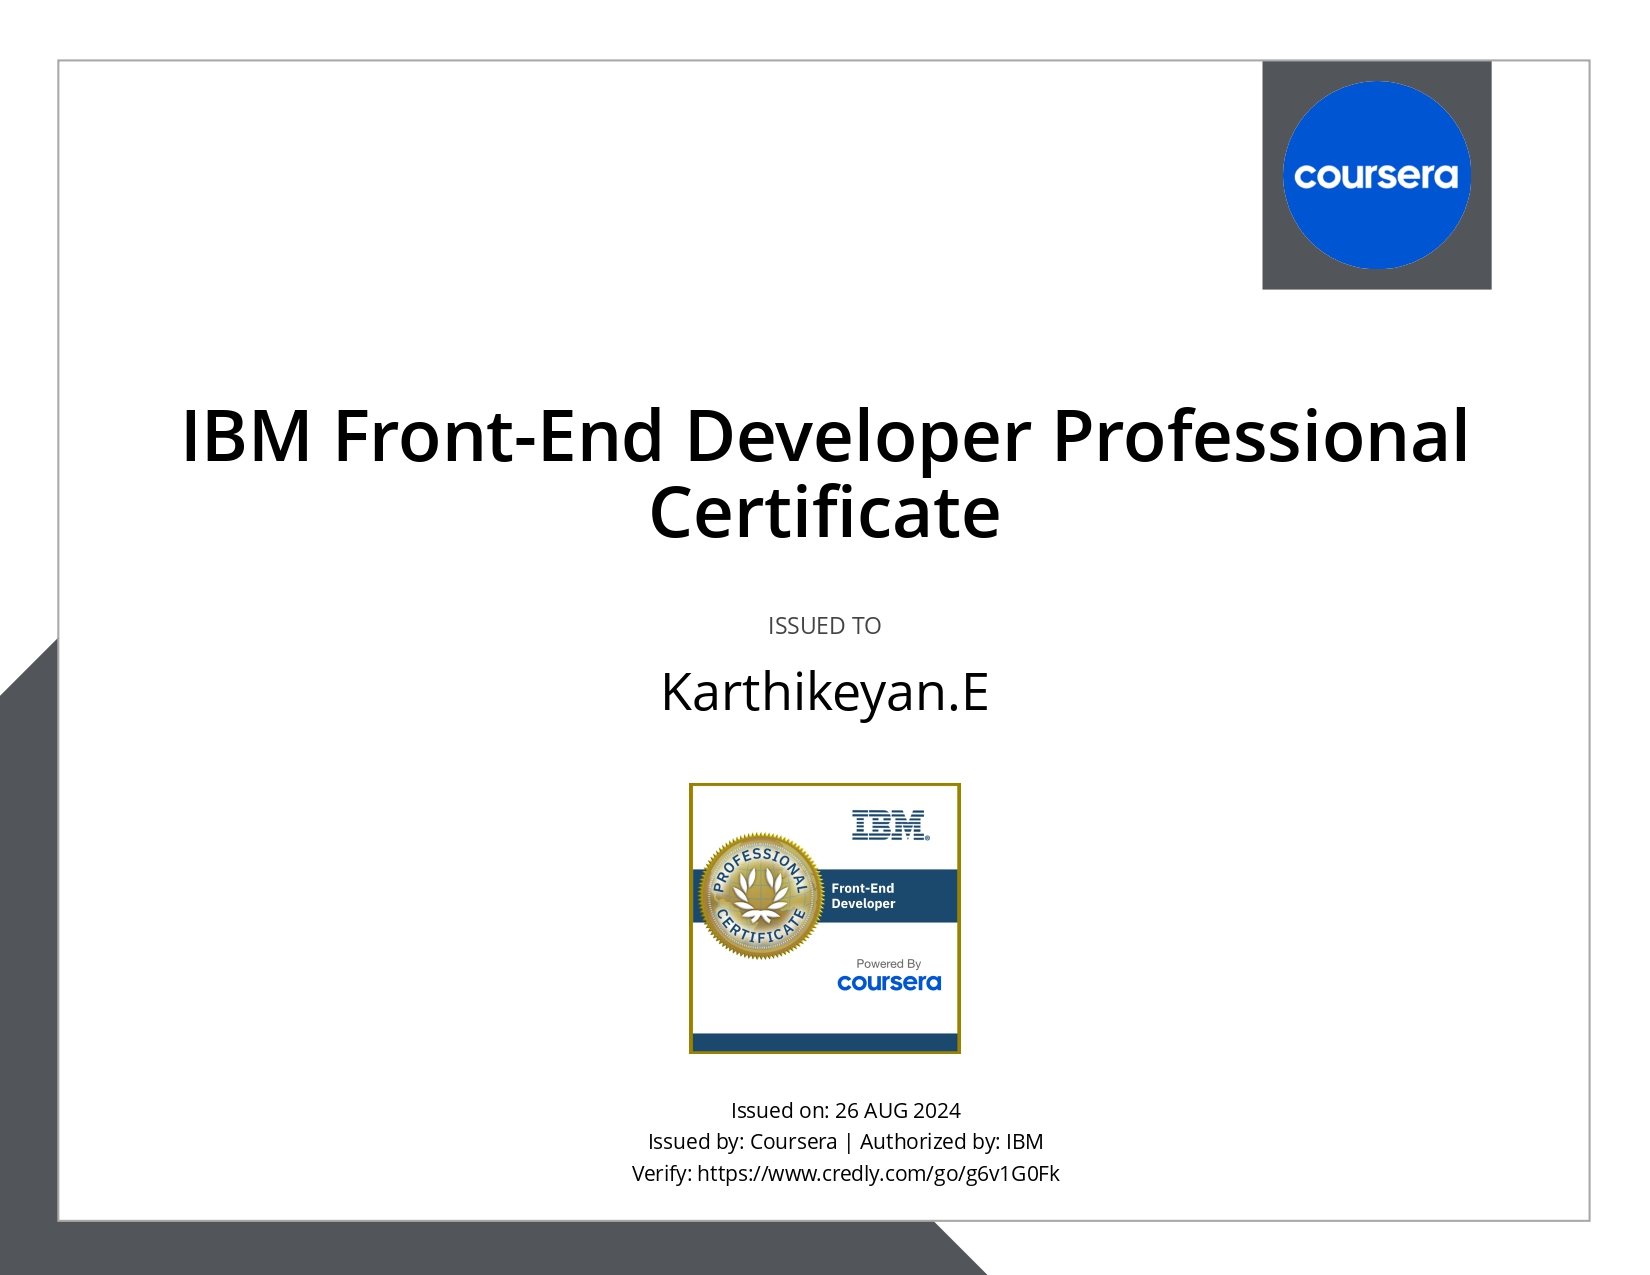 coursera
IBM Front-End Developer Professional
Certificate
ISSUED TO
Karthikeyan.E
IBM®
PROFESSIONAL
CERTIFICATE
Front-End
Developer
Powered By
coursera
Issued on: 26 AUG 2024
Issued by: Coursera | Authorized by: IBM
Verify: https://www.credly.com/go/g6v1G0Fk